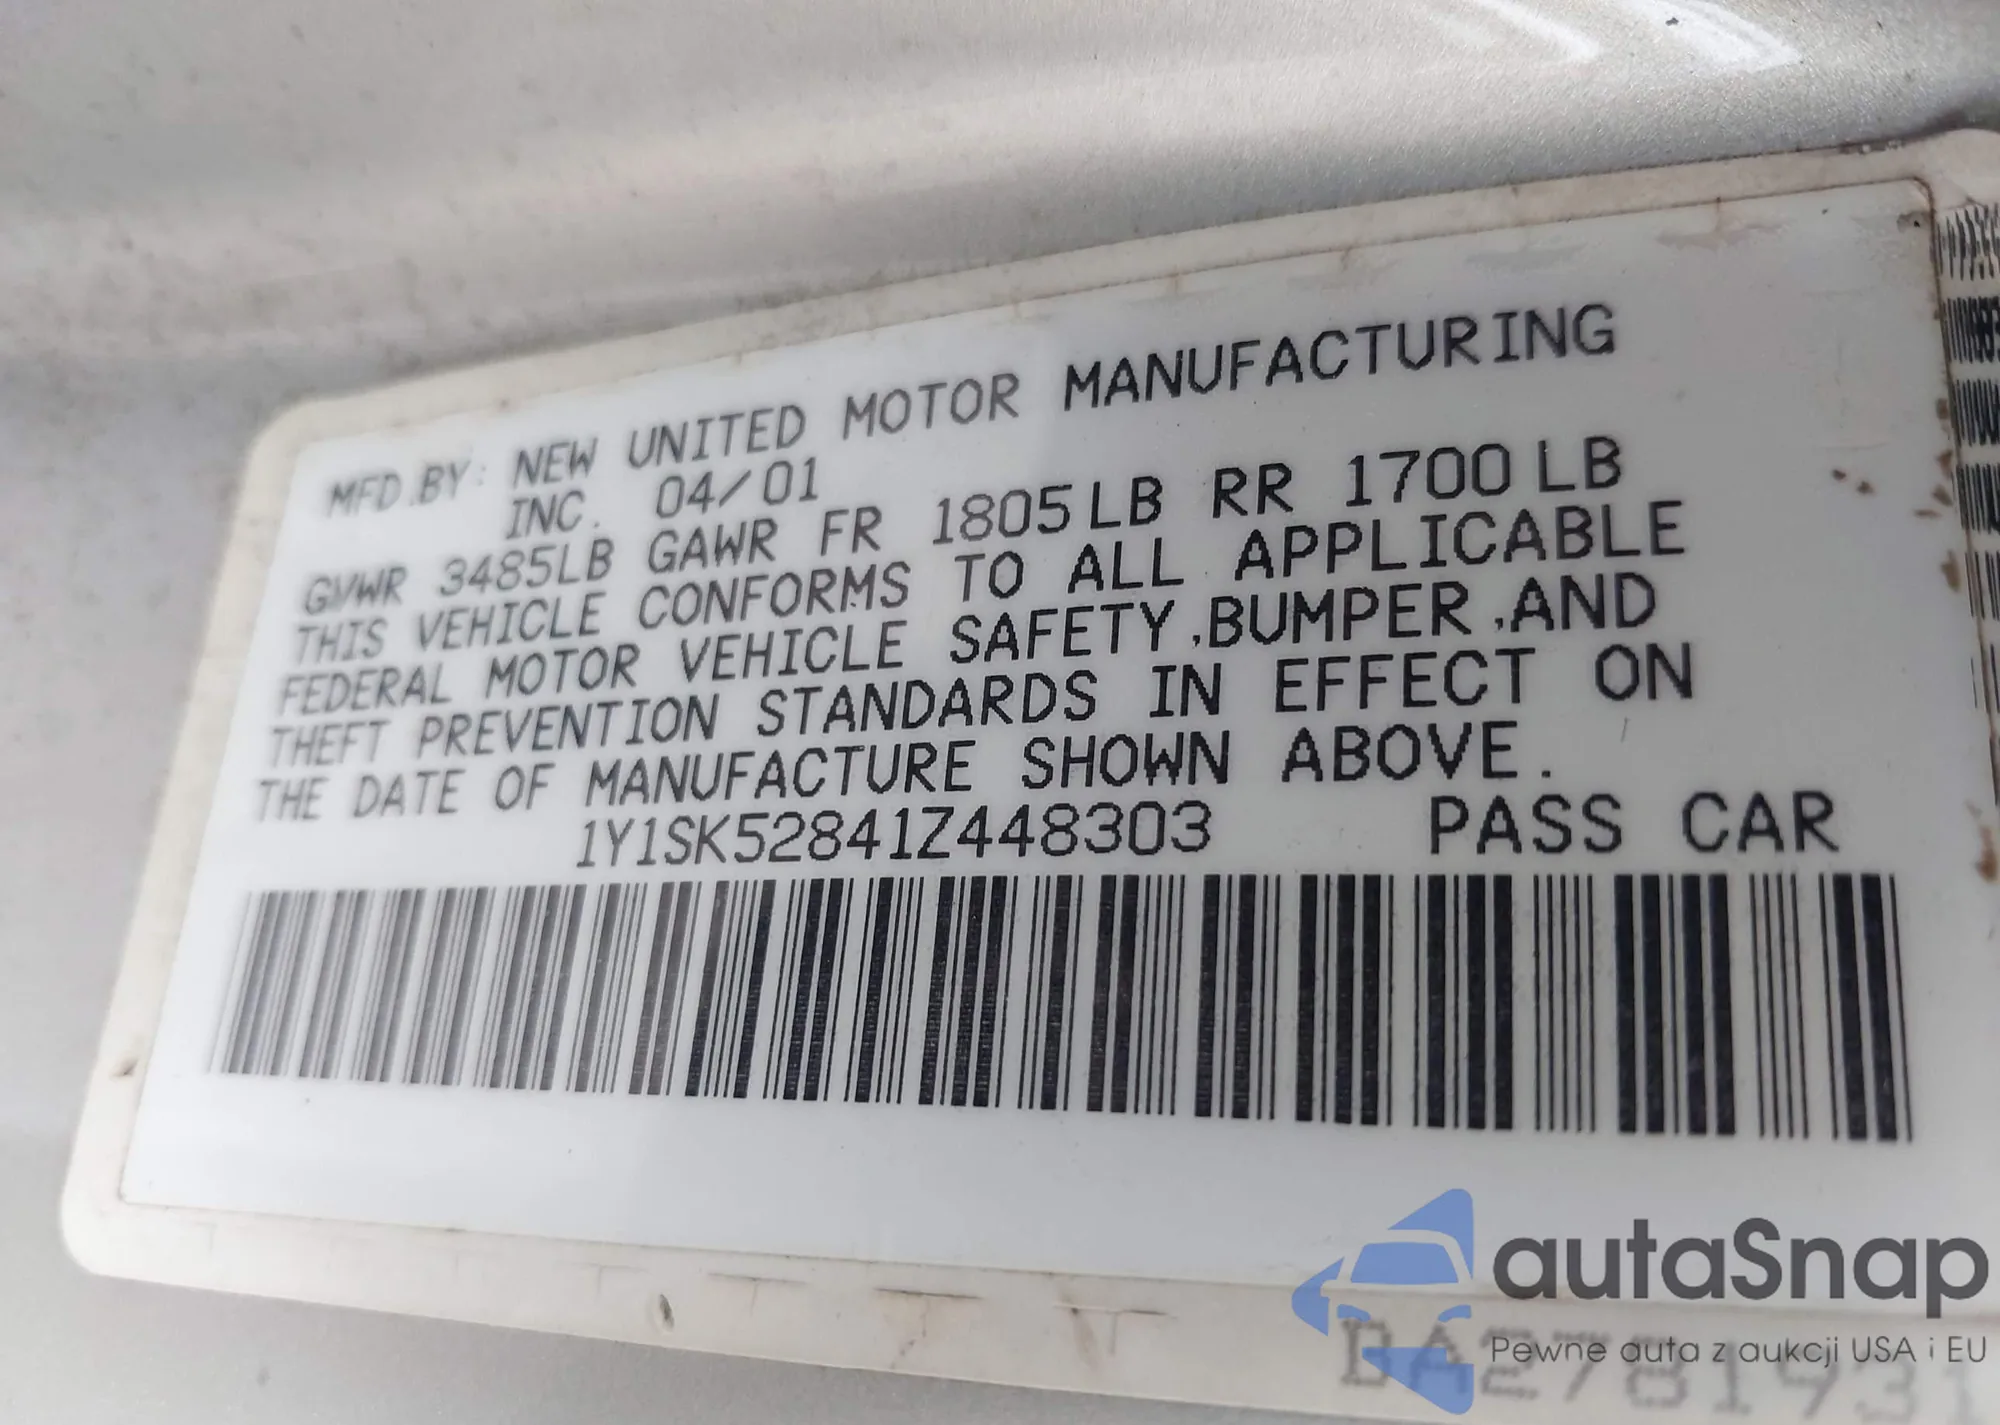 MFD.BY: NEW UNITED MOTOR MANUFACTURING
INC. 04/01
GVWR 3485LB GAWR FR 1805LB RR 1700LB
THIS VEHICLE CONFORMS TO ALL APPLICABLE
FEDERAL MOTOR VEHICLE SAFETY,BUMPER,AND
THEFT PREVENTION STANDARDS IN EFFECT ON
THE DATE OF MANUFACTURE SHOWN ABOVE.
1Y1SK52841Z448303 PASS CAR
autaSnap
Pewne auta z aukcji USA i EU